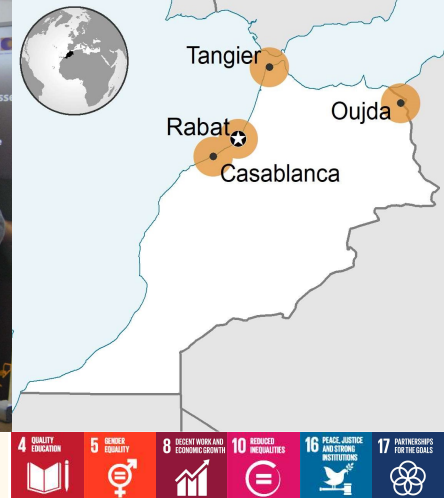 Tangier
Oujda
Rabat
Casablanca
4 QUALITY
EDUCATION
5 GENDER
EQUALITY
8 DECENT WORK AND
ECONOMIC GROWTH
10 REDUCED
INEQUALITIES
16 PEACE, JUSTICE
AND STRONG
INSTITUTIONS
17 PARTNERSHIPS
FOR THE GOALS